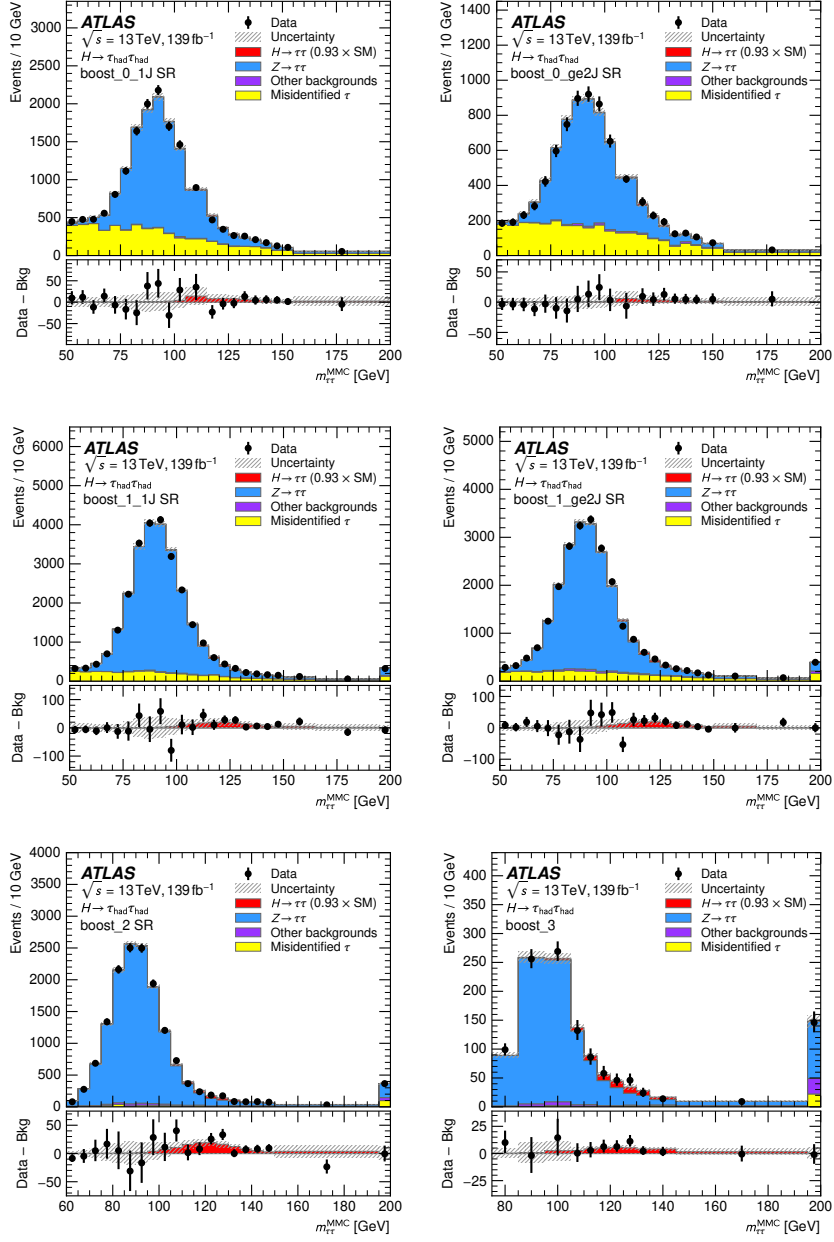 ATLAS
√s = 13 TeV, 139 fb⁻¹
H→τhadτhad
boost_0_1J SR
Data
Uncertainty
H→ττ (0.93 × SM)
Z→ττ
Other backgrounds
Misidentified τ
Events / 10 GeV
3000
2500
2000
1500
1000
500
0
Data − Bkg
50
0
−50
50 75 100 125 150 175 200
mττMMC [GeV]
ATLAS
√s = 13 TeV, 139 fb⁻¹
H→τhadτhad
boost_0_ge2J SR
Data
Uncertainty
H→ττ (0.93 × SM)
Z→ττ
Other backgrounds
Misidentified τ
Events / 10 GeV
1400
1200
1000
800
600
400
200
0
Data − Bkg
50
0
−50
50 75 100 125 150 175 200
mττMMC [GeV]
ATLAS
√s = 13 TeV, 139 fb⁻¹
H→τhadτhad
boost_1_1J SR
Data
Uncertainty
H→ττ (0.93 × SM)
Z→ττ
Other backgrounds
Misidentified τ
Events / 10 GeV
6000
5000
4000
3000
2000
1000
0
Data − Bkg
100
0
−100
50 75 100 125 150 175 200
mττMMC [GeV]
ATLAS
√s = 13 TeV, 139 fb⁻¹
H→τhadτhad
boost_1_ge2J SR
Data
Uncertainty
H→ττ (0.93 × SM)
Z→ττ
Other backgrounds
Misidentified τ
Events / 10 GeV
5000
4000
3000
2000
1000
0
Data − Bkg
100
0
−100
50 75 100 125 150 175 200
mττMMC [GeV]
ATLAS
√s = 13 TeV, 139 fb⁻¹
H→τhadτhad
boost_2 SR
Data
Uncertainty
H→ττ (0.93 × SM)
Z→ττ
Other backgrounds
Misidentified τ
Events / 10 GeV
4000
3500
3000
2500
2000
1500
1000
500
0
Data − Bkg
50
0
−50
60 80 100 120 140 160 180 200
mττMMC [GeV]
ATLAS
√s = 13 TeV, 139 fb⁻¹
H→τhadτhad
boost_3
Data
Uncertainty
H→ττ (0.93 × SM)
Z→ττ
Other backgrounds
Misidentified τ
Events / 10 GeV
400
350
300
250
200
150
100
50
0
Data − Bkg
25
0
−25
80 100 120 140 160 180 200
mττMMC [GeV]